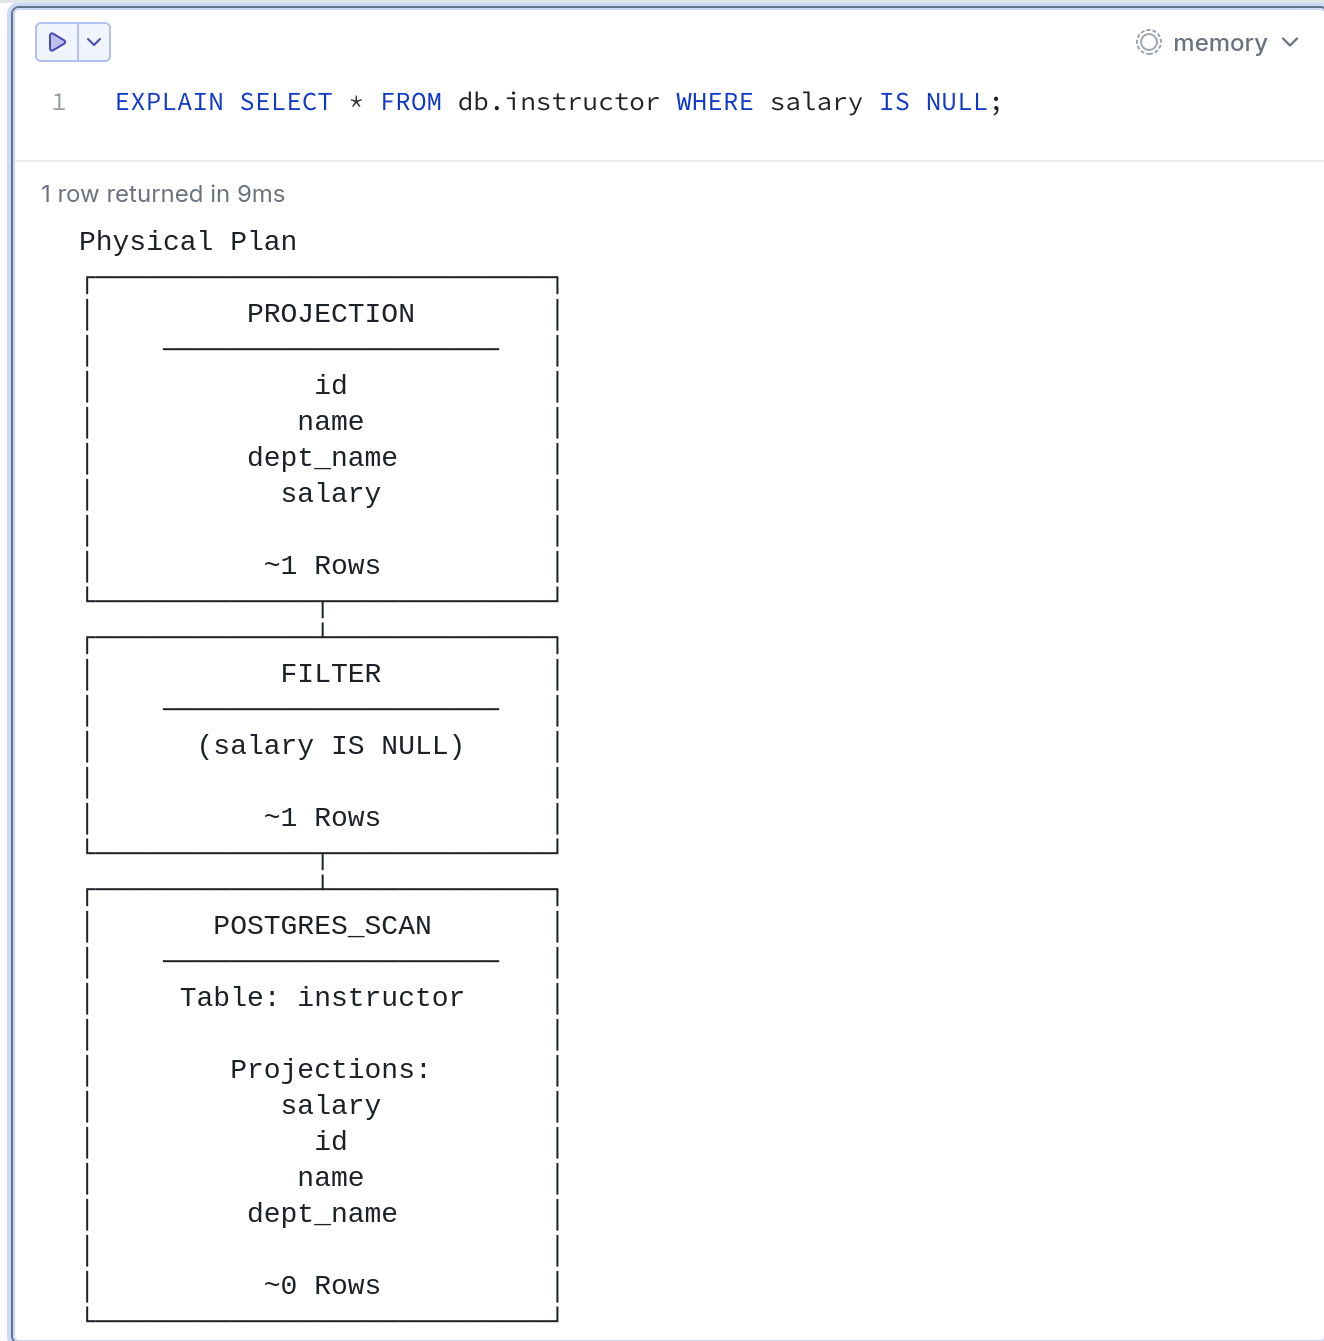 memory
1 EXPLAIN SELECT * FROM db.instructor WHERE salary IS NULL;
1 row returned in 9ms
Physical Plan
PROJECTION
id
name
dept_name
salary
~1 Rows
FILTER
(salary IS NULL)
~1 Rows
POSTGRES_SCAN
Table: instructor
Projections:
salary
id
name
dept_name
~0 Rows